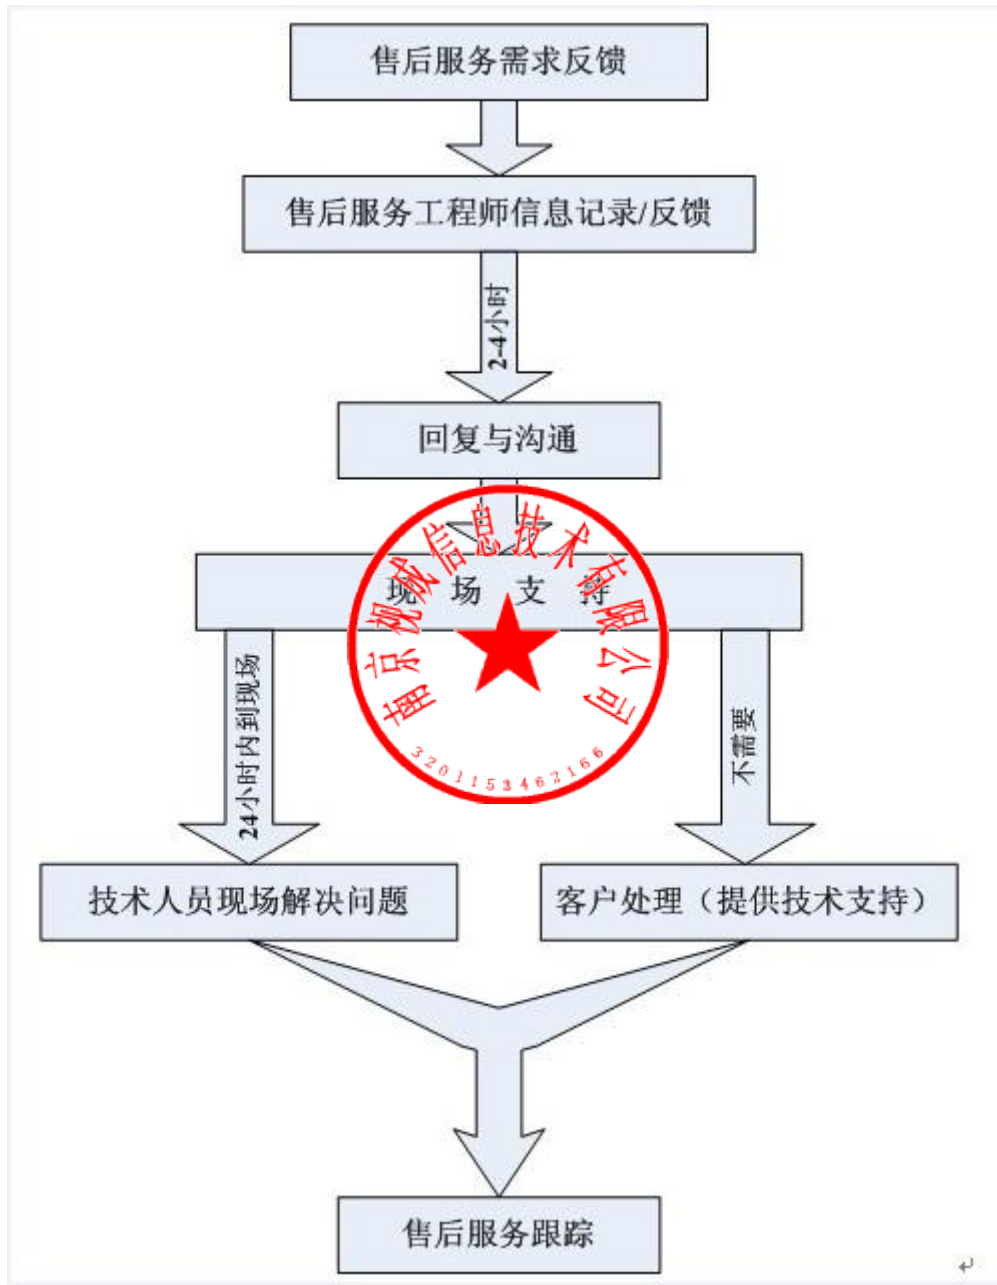 售后服务需求反馈
售后服务工程师信息记录/反馈
2-4小时
回复与沟通
现场支持
南京视威信息技术有限公司
3201153462166
24小时内到现场
不需要
技术人员现场解决问题
客户处理（提供技术支持）
售后服务跟踪